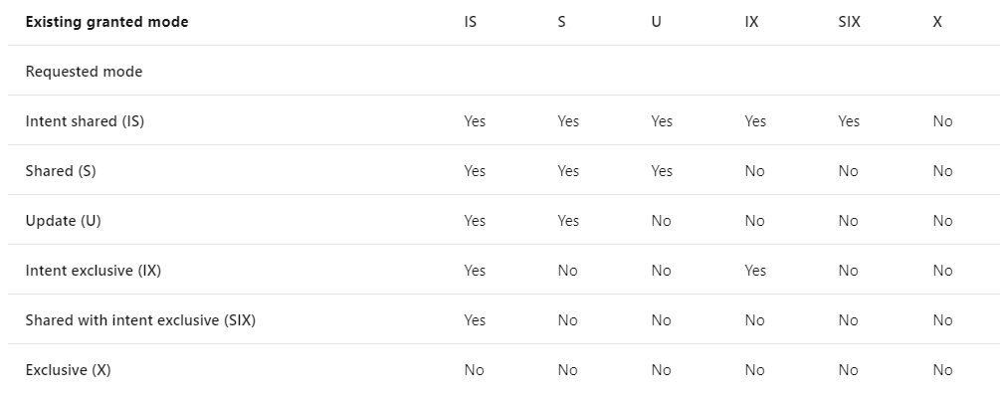 Existing granted mode IS S U IX SIX X
Requested mode
Intent shared (IS) Yes Yes Yes Yes Yes No
Shared (S) Yes Yes Yes No No No
Update (U) Yes Yes No No No No
Intent exclusive (IX) Yes No No Yes No No
Shared with intent exclusive (SIX) Yes No No No No No
Exclusive (X) No No No No No No